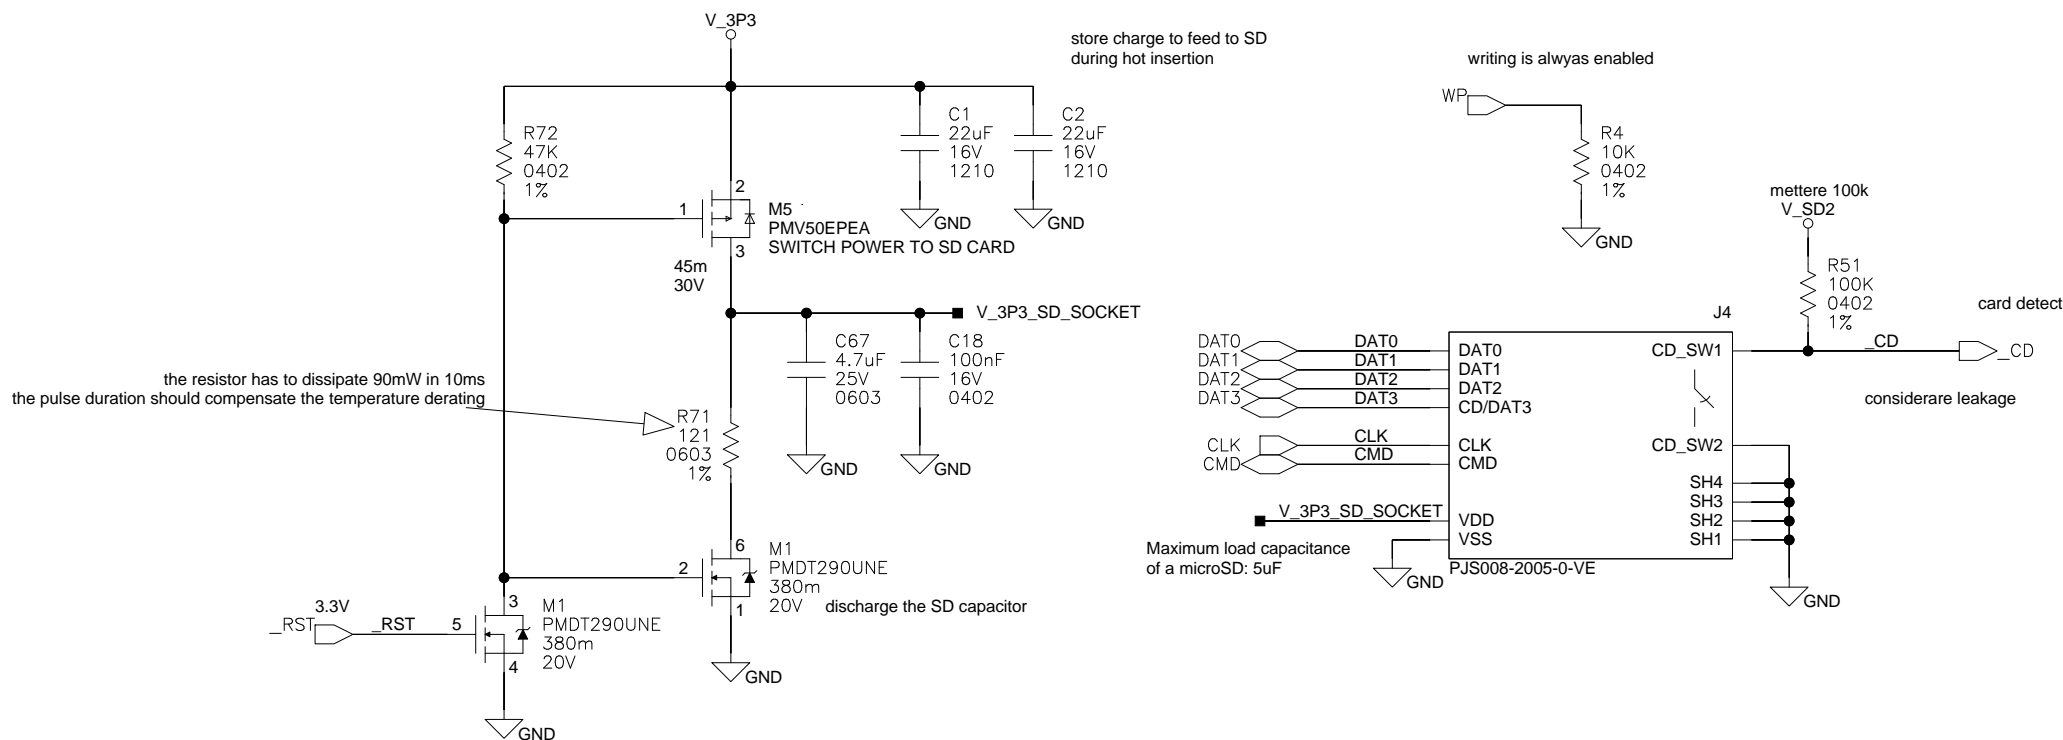 V_3P3
store charge to feed to SD
during hot insertion
writing is alwyas enabled
WP
R72
47K
0402
1%
C1
22uF
16V
1210
C2
22uF
16V
1210
GND
GND
R4
10K
0402
1%
GND
2
1
3
M5
PMV50EPEA
SWITCH POWER TO SD CARD
45m
30V
V_3P3_SD_SOCKET
C67
4.7uF
25V
0603
C18
100nF
16V
0402
GND
GND
the resistor has to dissipate 90mW in 10ms
the pulse duration should compensate the temperature derating
R71
121
0603
1%
6
2
1
M1
PMDT290UNE
380m
20V
discharge the SD capacitor
GND
3.3V
_RST
_RST
5
3
4
M1
PMDT290UNE
380m
20V
GND
mettere 100k
V_SD2
R51
100K
0402
1%
card detect
_CD
_CD
considerare leakage
J4
DAT0
DAT0
DAT0
DAT1
DAT1
DAT1
DAT2
DAT2
DAT2
DAT3
DAT3
CD/DAT3
CLK
CLK
CLK
CMD
CMD
CMD
V_3P3_SD_SOCKET
VDD
VSS
CD_SW1
CD_SW2
SH4
SH3
SH2
SH1
Maximum load capacitance
of a microSD: 5uF
GND
PJS008-2005-0-VE
GND